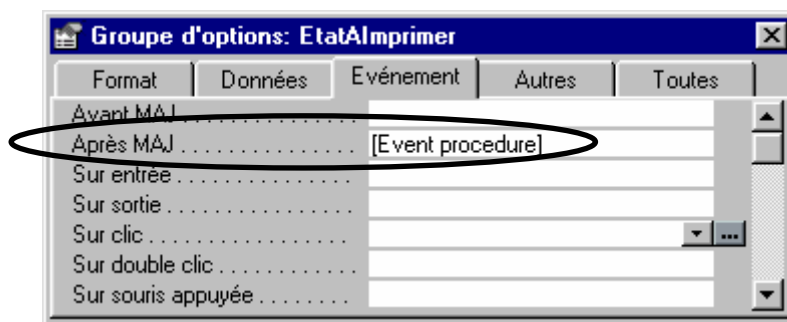 Groupe d'options: EtatAImprimer
Format Données Evénement Autres Toutes
Avant MAJ . . . . . . . . . . . . . . .
Après MAJ . . . . . . . . . . . . . . . [Event procedure]
Sur entrée . . . . . . . . . . . . . . .
Sur sortie . . . . . . . . . . . . . . . .
Sur clic . . . . . . . . . . . . . . . . . ...
Sur double clic . . . . . . . . . . . .
Sur souris appuyée . . . . . . . .